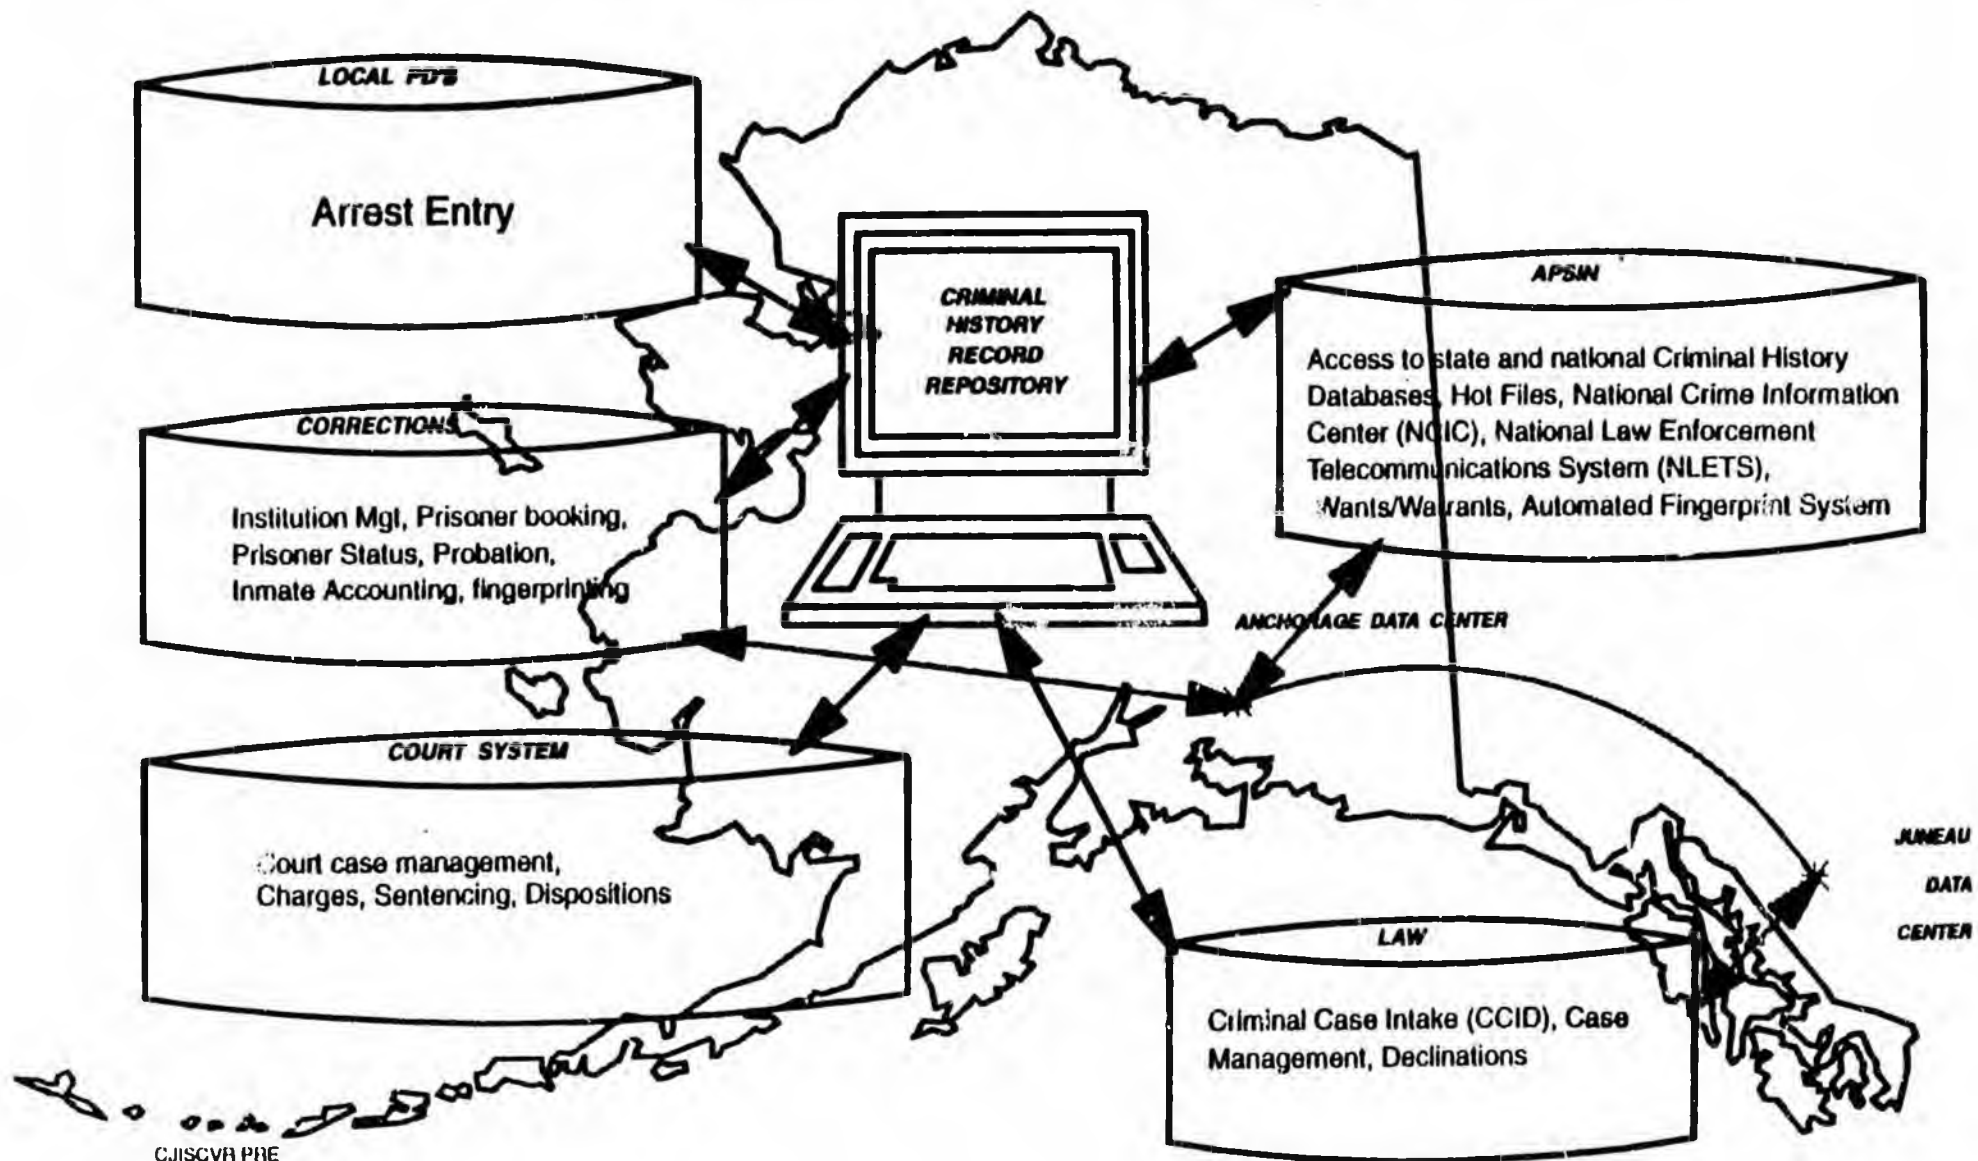 LOCAL PD'S
Arrest Entry
CRIMINAL
HISTORY
RECORD
REPOSITORY
APSIN
Access to state and national Criminal History
Databases, Hot Files, National Crime Information
Center (NCIC), National Law Enforcement
Telecommunications System (NLETS),
Wants/Warrants, Automated Fingerprint System
CORRECTIONS
Institution Mgt, Prisoner booking,
Prisoner Status, Probation,
Inmate Accounting, fingerprinting
ANCHORAGE DATA CENTER
COURT SYSTEM
Court case management,
Charges, Sentencing, Dispositions
JUNEAU
DATA
CENTER
LAW
Criminal Case Intake (CCID), Case
Management, Declinations
CJISCVR PRE